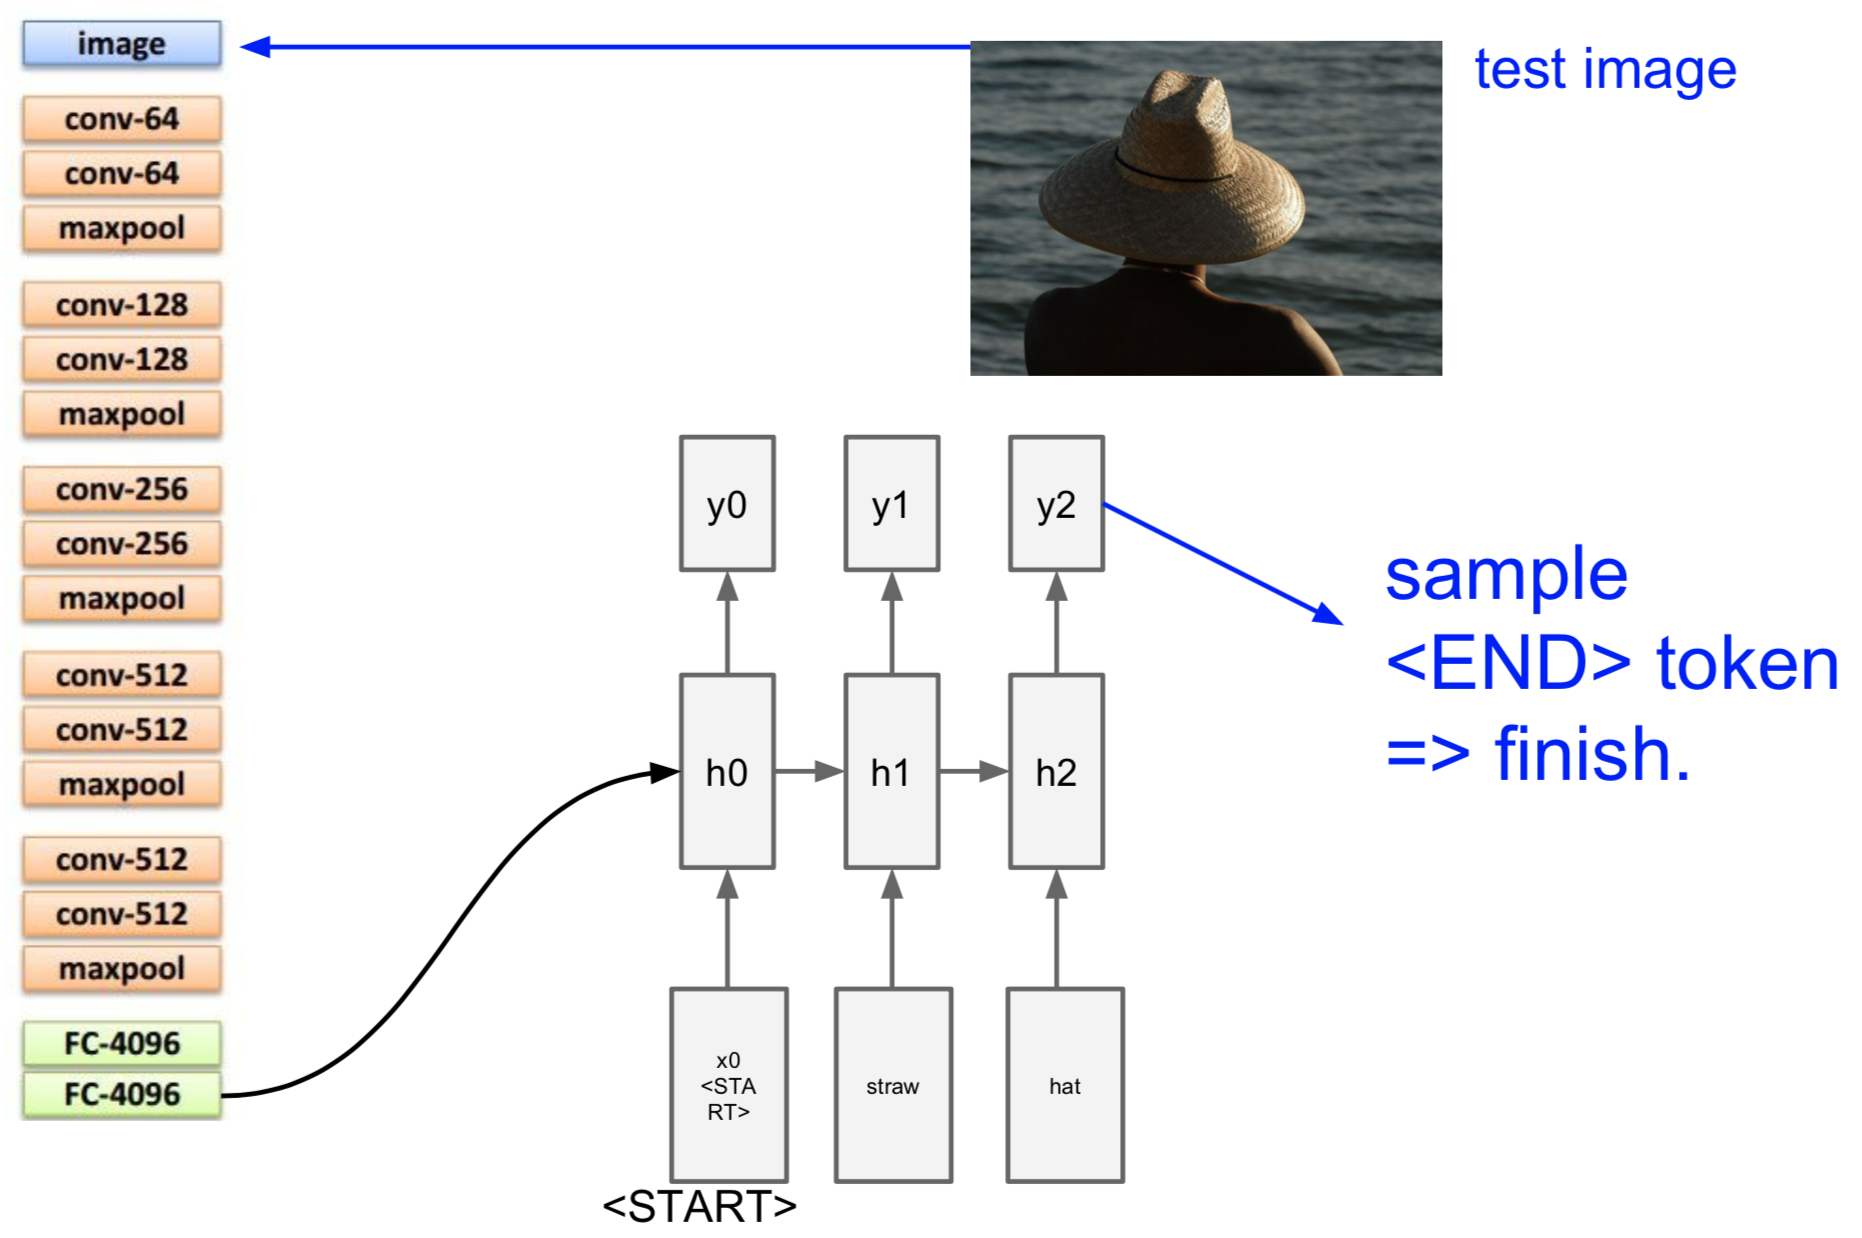 image
conv-64
conv-64
maxpool
conv-128
conv-128
maxpool
conv-256
conv-256
maxpool
conv-512
conv-512
maxpool
conv-512
conv-512
maxpool
FC-4096
FC-4096
test image
y0
y1
y2
sample
<END> token
=> finish.
h0
h1
h2
x0
<STA
RT>
straw
hat
<START>